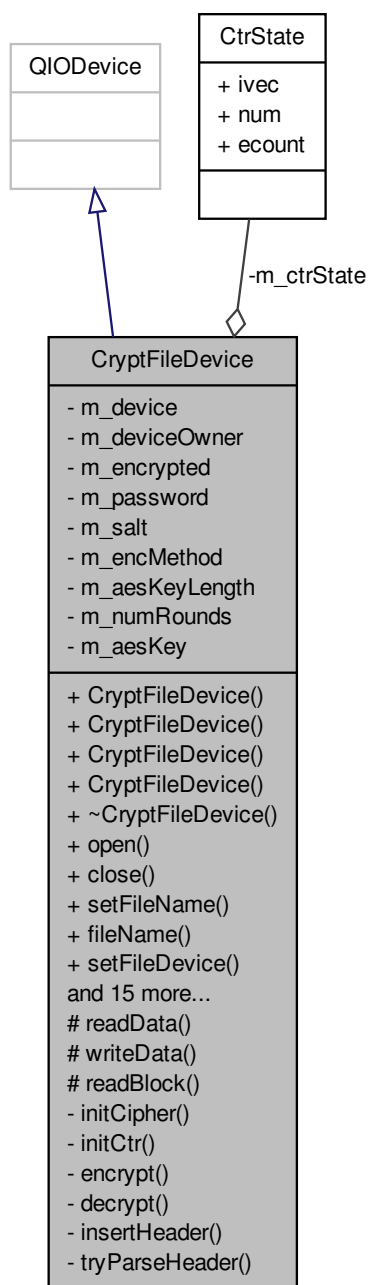 QIODevice
CtrState
+ ivec
+ num
+ ecount
-m_ctrState
CryptFileDevice
- m_device
- m_deviceOwner
- m_encrypted
- m_password
- m_salt
- m_encMethod
- m_aesKeyLength
- m_numRounds
- m_aesKey
+ CryptFileDevice()
+ CryptFileDevice()
+ CryptFileDevice()
+ CryptFileDevice()
+ ~CryptFileDevice()
+ open()
+ close()
+ setFileName()
+ fileName()
+ setFileDevice()
and 15 more...
# readData()
# writeData()
# readBlock()
- initCipher()
- initCtr()
- encrypt()
- decrypt()
- insertHeader()
- tryParseHeader()